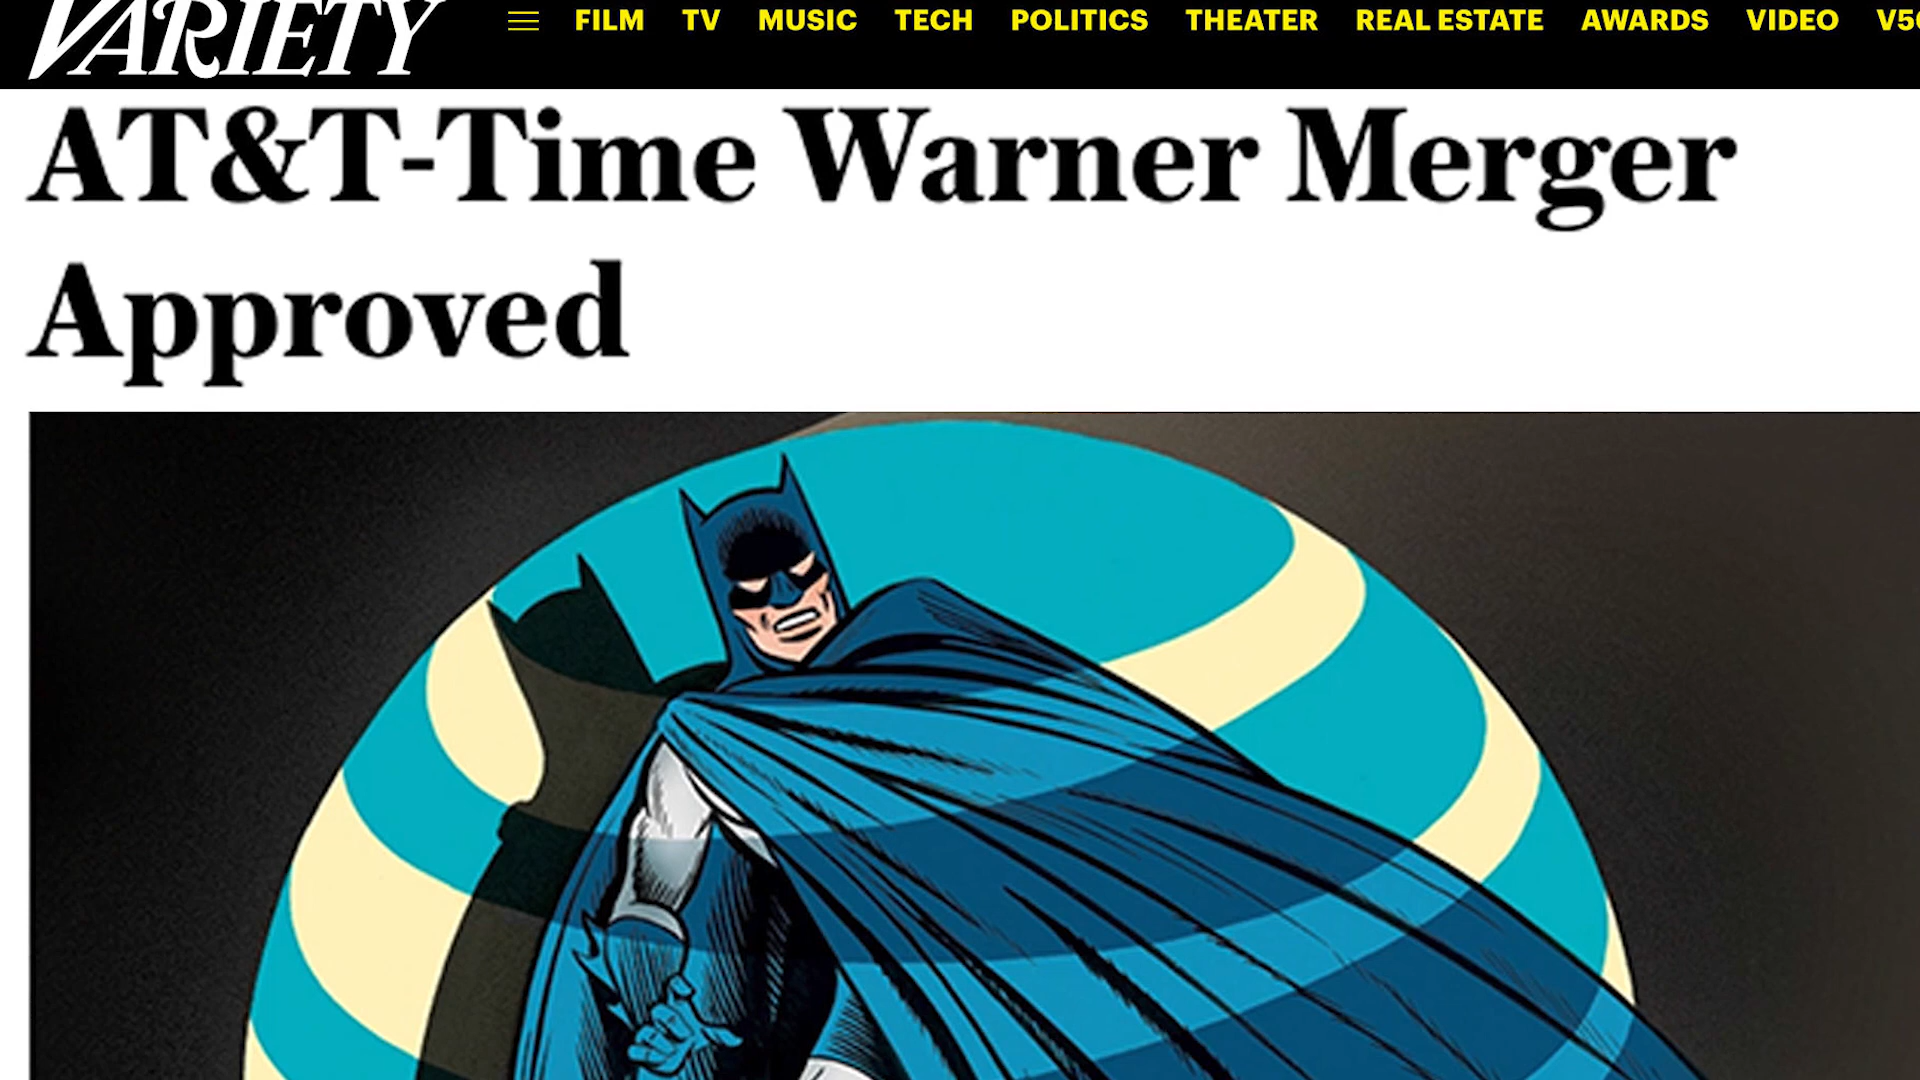 VARIETY FILM TV MUSIC TECH POLITICS THEATER REAL ESTATE AWARDS VIDEO
AT&T-Time Warner Merger
Approved